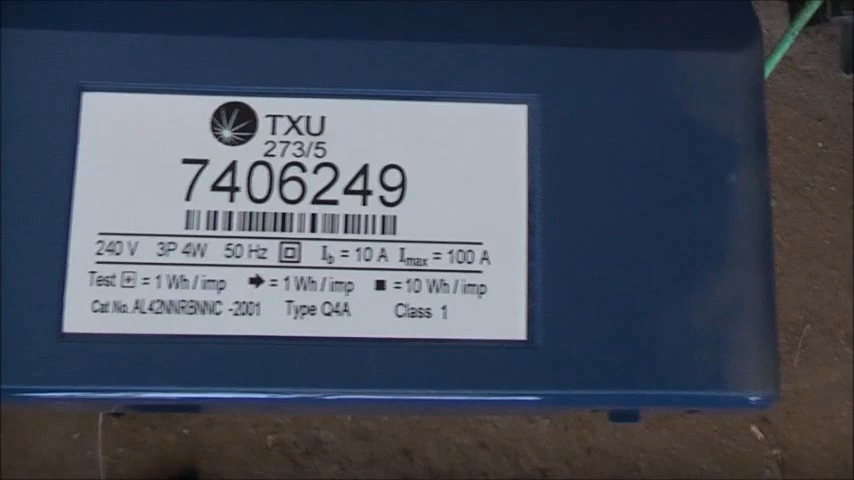 TXU
273/5
7406249
240 V 3P 4W 50 Hz I_b = 10 A I_max = 100 A
Test + = 1 Wh / imp ➡ = 1 Wh / imp ■ = 10 Wh / imp
Cat No. AL42NNRBNNC -2001 Type Q4A Class 1